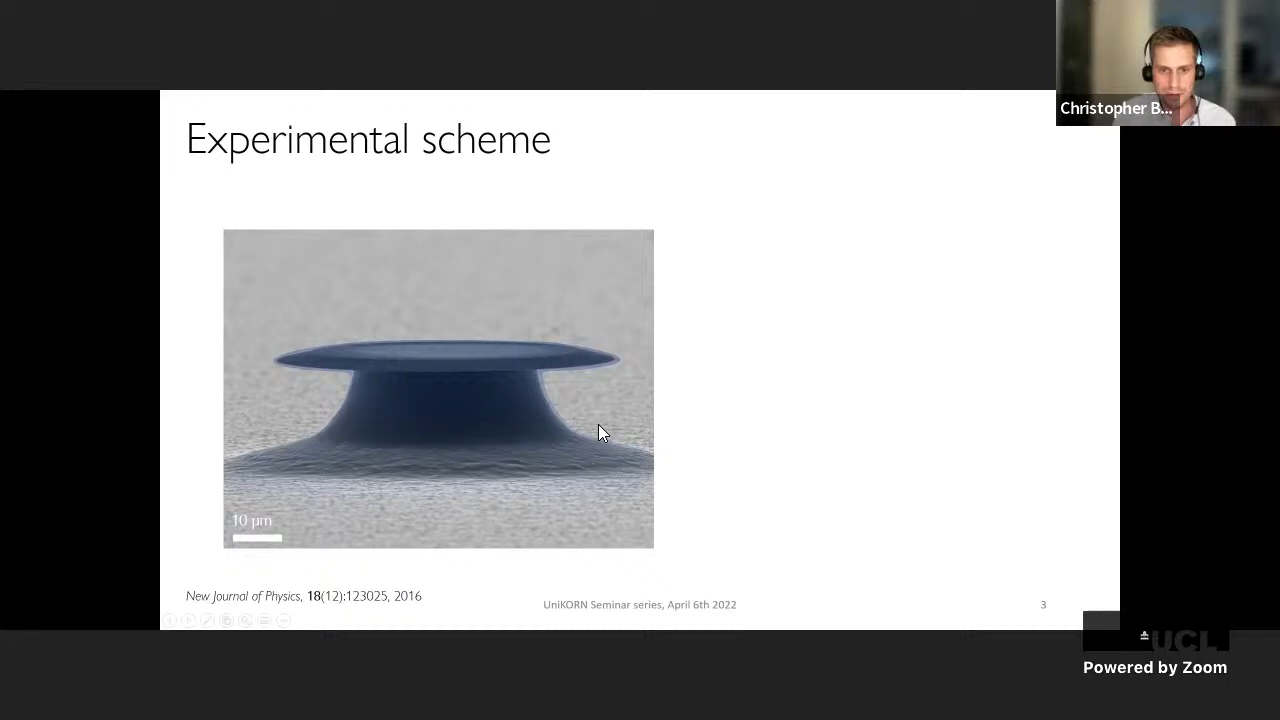 Christopher B...
Experimental scheme
10 μm
New Journal of Physics, 18(12):123025, 2016
UniKORN Seminar series, April 6th 2022
3
UCL
Powered by Zoom